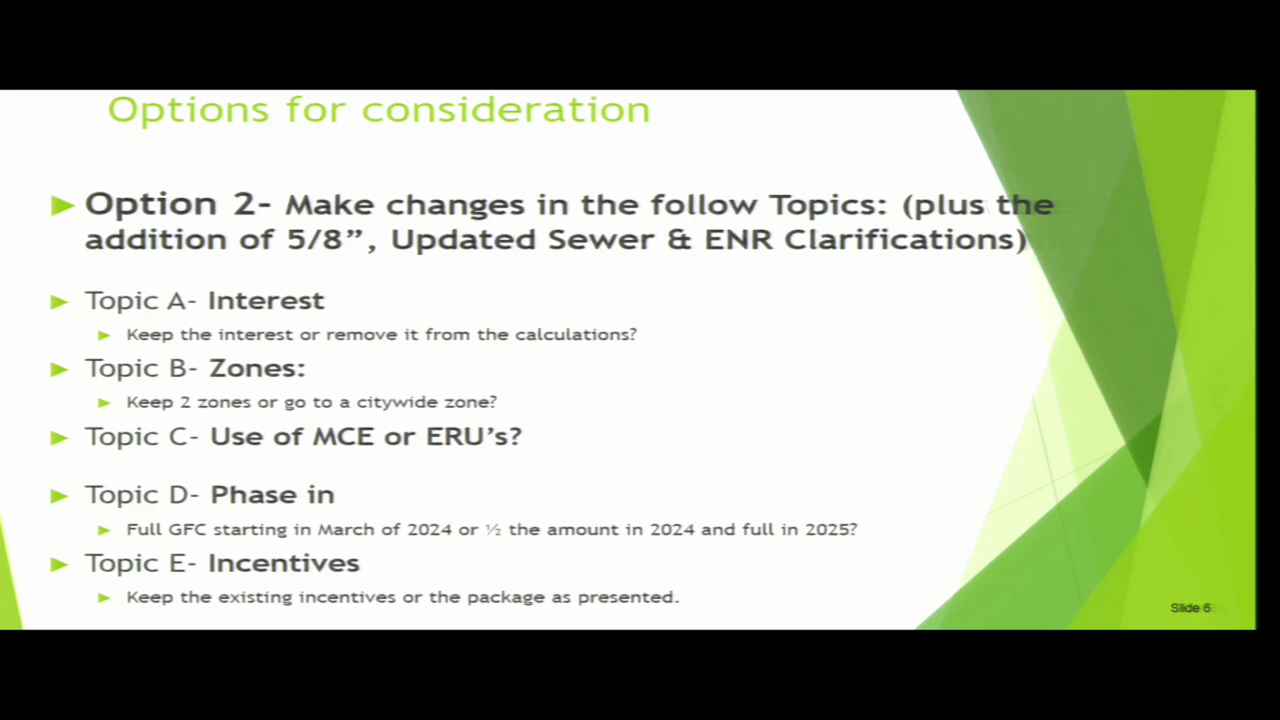 Options for consideration
Option 2- Make changes in the follow Topics: (plus the
addition of 5/8”, Updated Sewer & ENR Clarifications)
Topic A- Interest
Keep the interest or remove it from the calculations?
Topic B- Zones:
Keep 2 zones or go to a citywide zone?
Topic C- Use of MCE or ERU’s?
Topic D- Phase in
Full GFC starting in March of 2024 or ½ the amount in 2024 and full in 2025?
Topic E- Incentives
Keep the existing incentives or the package as presented.
Slide 6